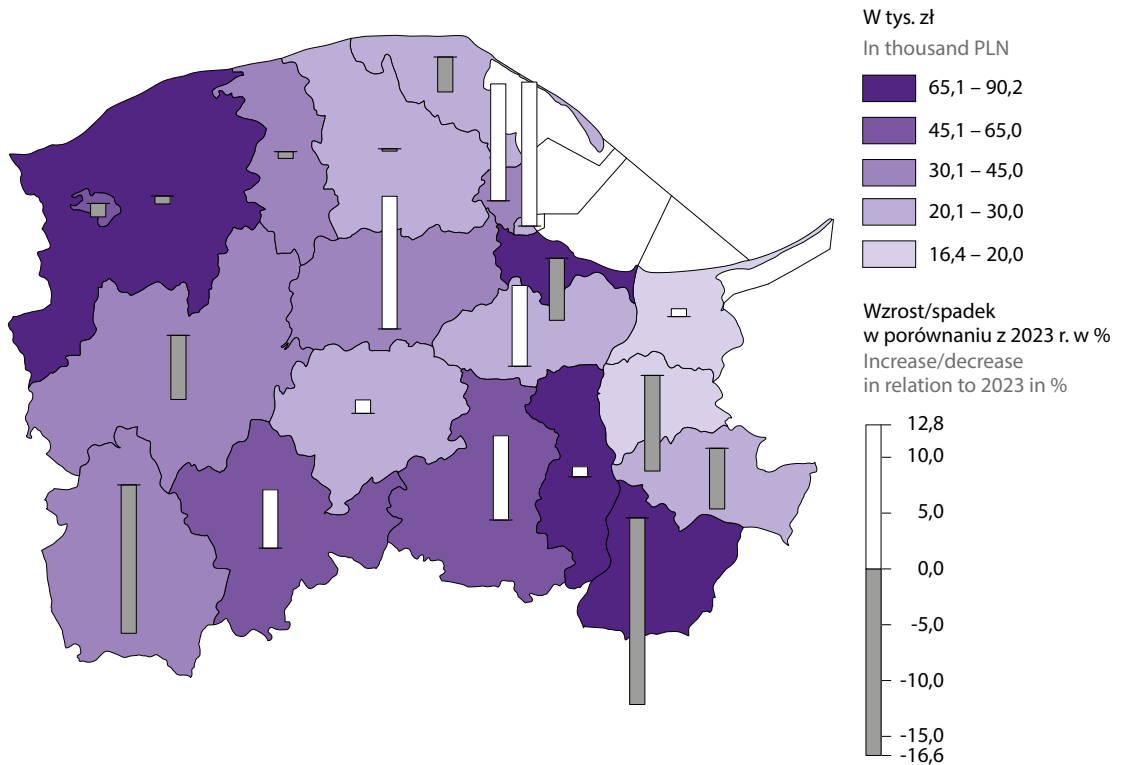 W tys. zł
In thousand PLN
65,1 – 90,2
45,1 – 65,0
30,1 – 45,0
20,1 – 30,0
16,4 – 20,0
Wzrost/spadek
w porównaniu z 2023 r. w %
Increase/decrease
in relation to 2023 in %
12,8
10,0
5,0
0,0
-5,0
-10,0
-15,0
-16,6